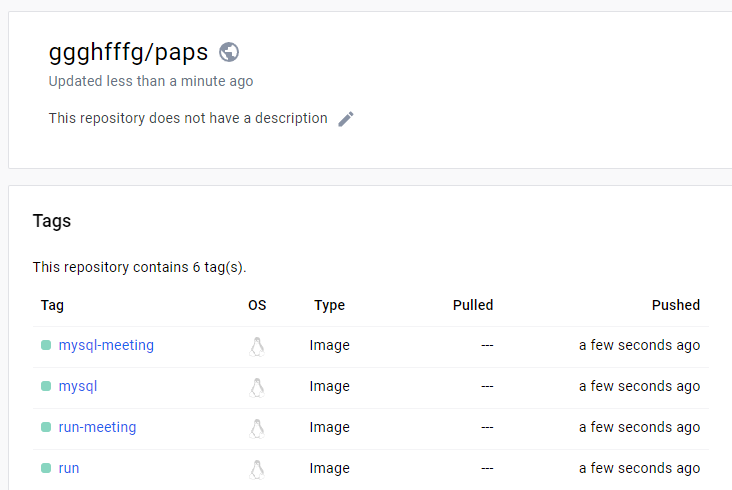 ggghfffg/paps
Updated less than a minute ago
This repository does not have a description
Tags
This repository contains 6 tag(s).
Tag OS Type Pulled Pushed
mysql-meeting Image --- a few seconds ago
mysql Image --- a few seconds ago
run-meeting Image --- a few seconds ago
run Image --- a few seconds ago